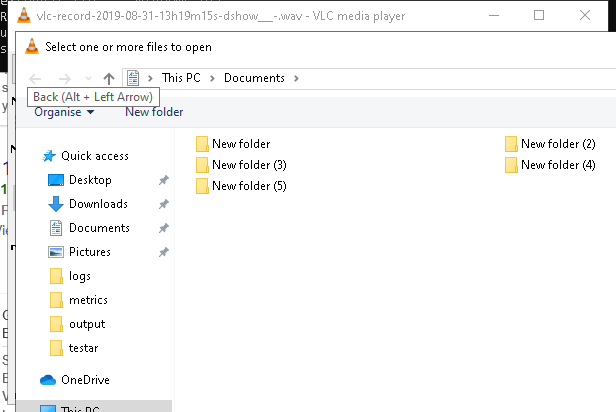 vlc-record-2019-08-31-13h19m15s-dshow___-.wav - VLC media player
Select one or more files to open
This PC > Documents >
Back (Alt + Left Arrow)
Organise New folder
Quick access
Desktop
Downloads
Documents
Pictures
logs
metrics
output
testar
OneDrive
This PC
New folder
New folder (2)
New folder (3)
New folder (4)
New folder (5)